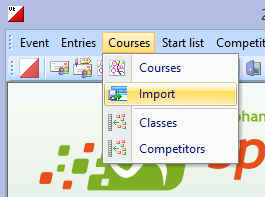 Event Entries Courses Start list Competit
Courses
Import
Classes
Competitors